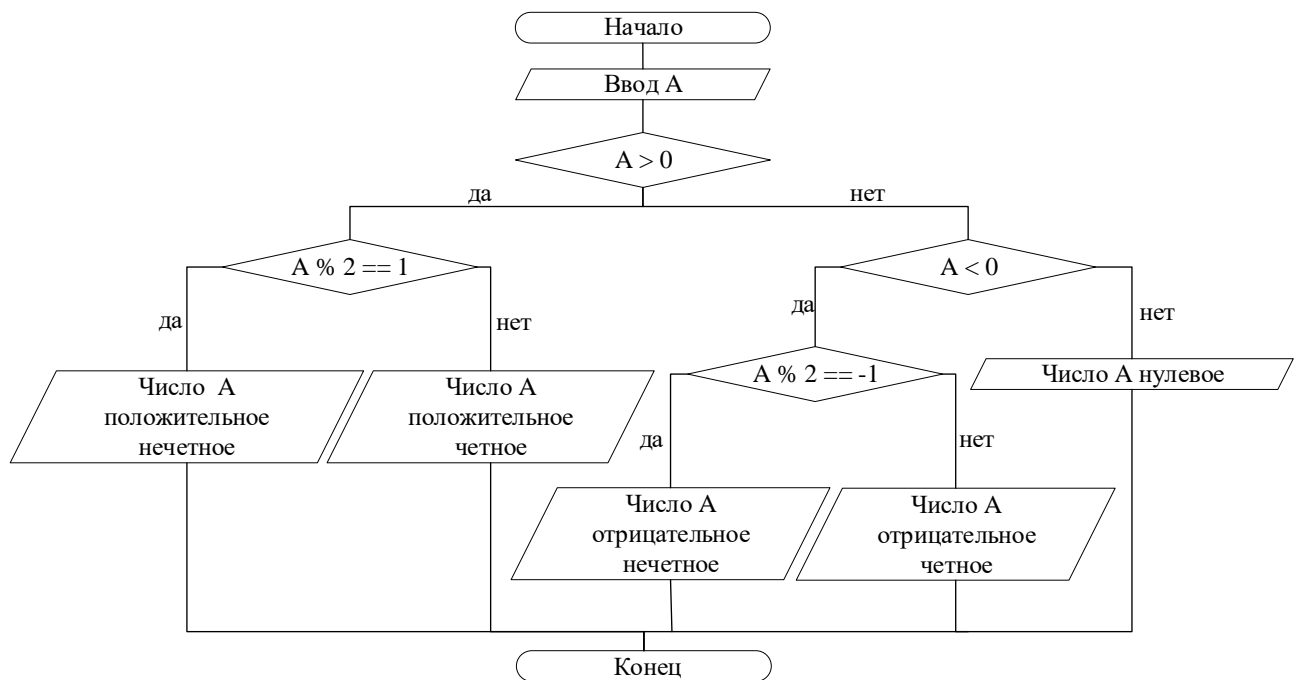 Начало
Ввод А
A > 0
да
нет
A % 2 == 1
A < 0
да
нет
да
нет
A % 2 == -1
Число А нулевое
Число А
положительное
нечетное
Число А
положительное
четное
да
нет
Число А
отрицательное
нечетное
Число А
отрицательное
четное
Конец